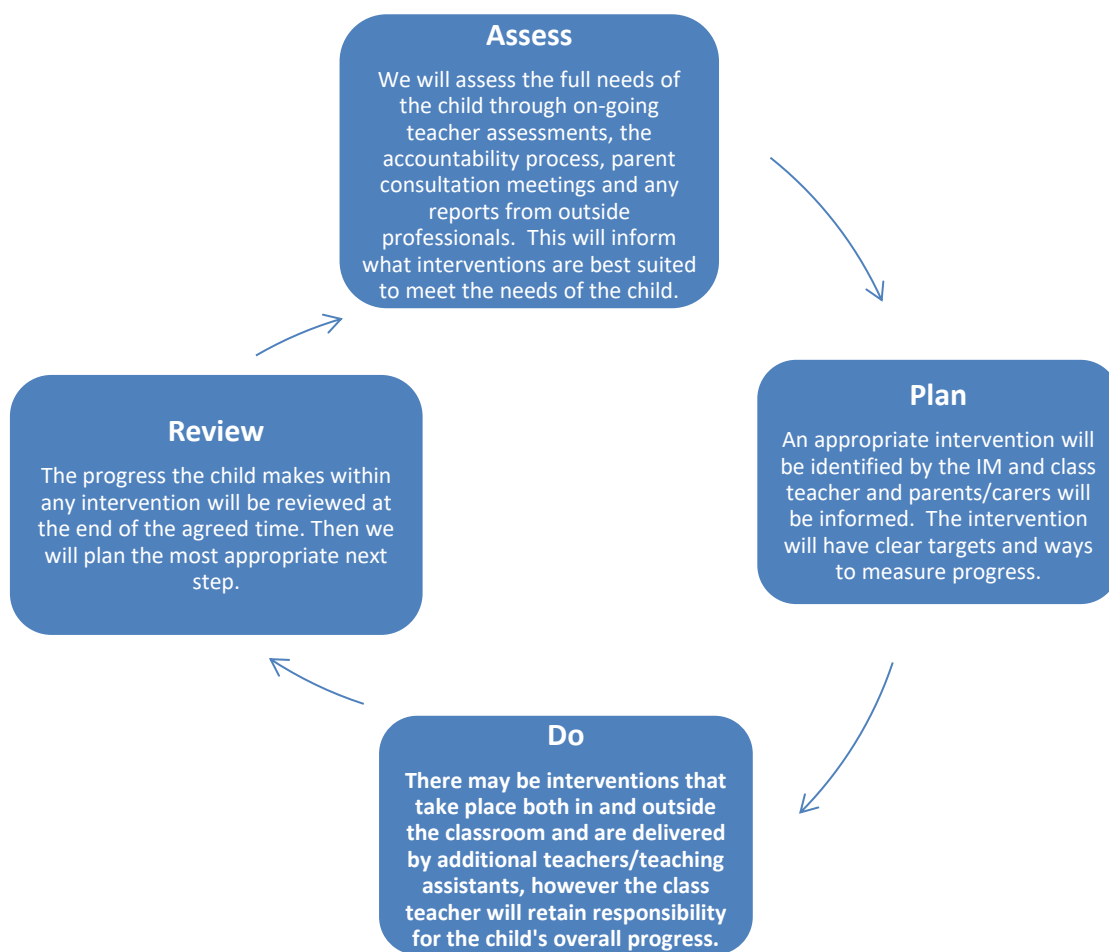 Assess
We will assess the full needs of
the child through on-going
teacher assessments, the
accountability process, parent
consultation meetings and any
reports from outside
professionals.  This will inform
what interventions are best suited
to meet the needs of the child.
Plan
An appropriate intervention will
be identified by the IM and class
teacher and parents/carers will
be informed.  The intervention
will have clear targets and ways
to measure progress.
Do
There may be interventions that
take place both in and outside
the classroom and are delivered
by additional teachers/teaching
assistants, however the class
teacher will retain responsibility
for the child's overall progress.
Review
The progress the child makes within
any intervention will be reviewed at
the end of the agreed time. Then we
will plan the most appropriate next
step.